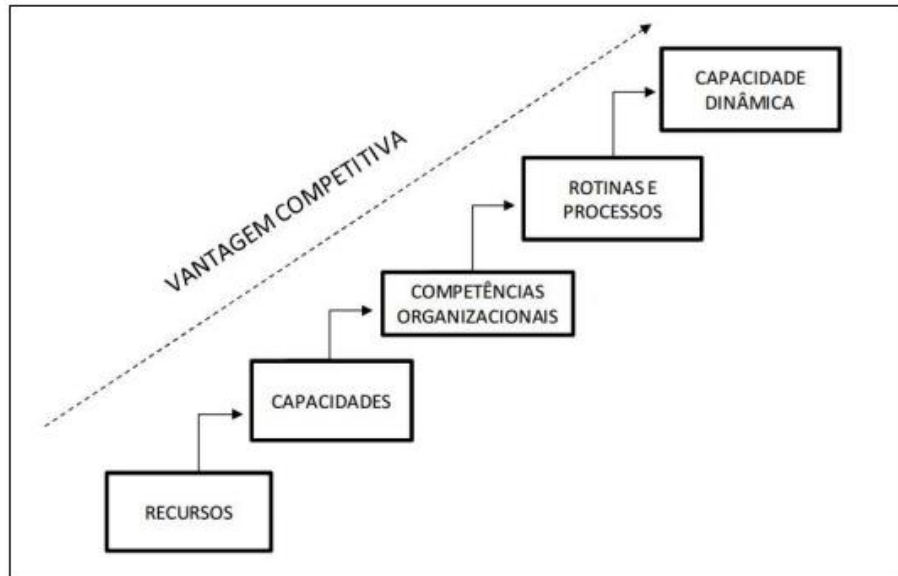 CAPACIDADE
DINÂMICA
VANTAGEM COMPETITIVA
ROTINAS E
PROCESSOS
COMPETÊNCIAS
ORGANIZACIONAIS
CAPACIDADES
RECURSOS